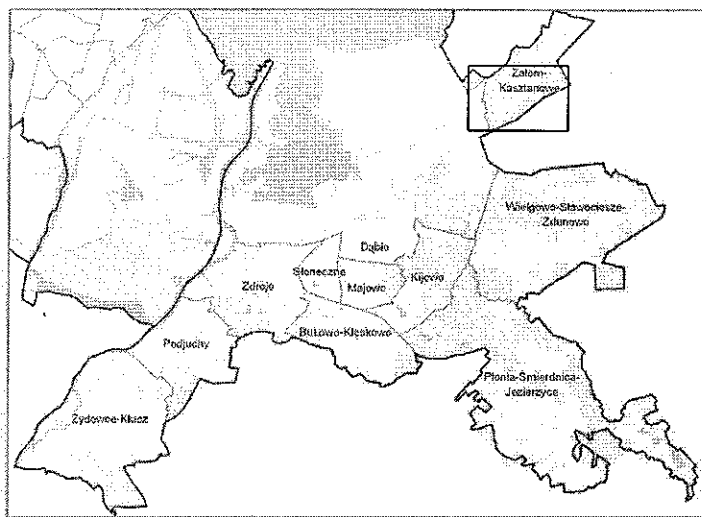 Załom-
Kasztanowe
Wielgowo-Sławociesze-
Zdunowo
Dąbie
Słoneczne
Kijewo
Zdroje
Majowe
Bukowo-Klęskowo
Podjuchy
Płonia-Śmierdnica-
Jezierzyce
Żydowce-Klucz